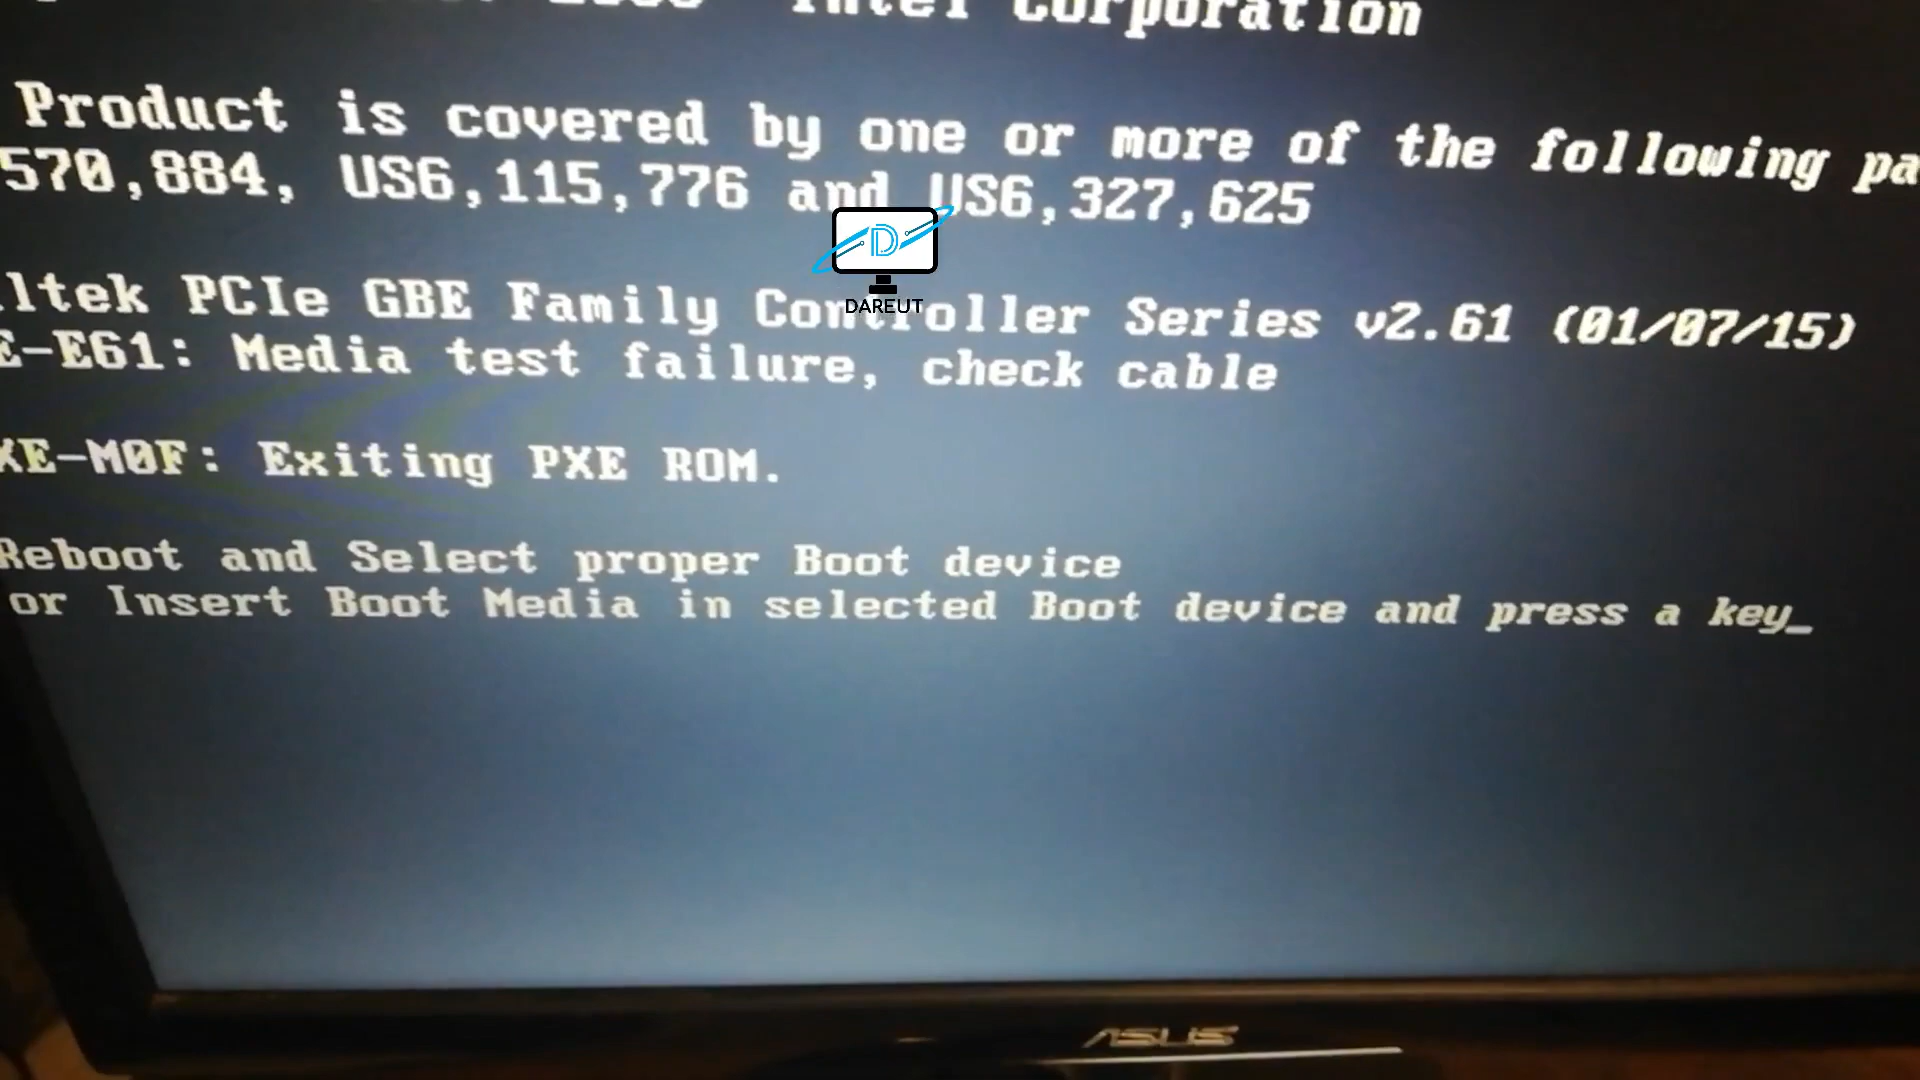 Intel Corporation
Product is covered by one or more of the following pa
570,884, US6,115,776 and US6,327,625
D
DAREUT
ltek PCIe GBE Family Controller Series v2.61 (01/07/15)
E-E61: Media test failure, check cable
XE-M0F: Exiting PXE ROM.
Reboot and Select proper Boot device
or Insert Boot Media in selected Boot device and press a key_
ASUS